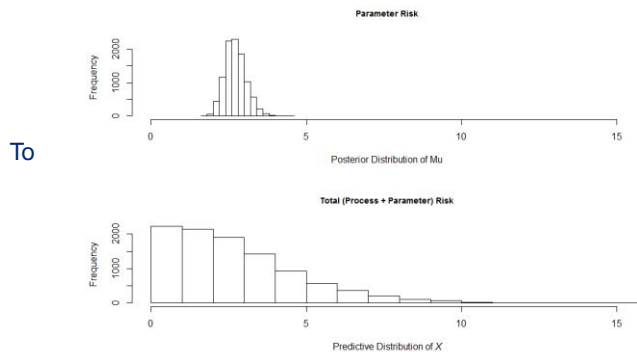 Parameter Risk
Frequency
0 1000 2000
0 5 10 15
Posterior Distribution of Mu
To
Total (Process + Parameter) Risk
Frequency
0 1000 2000
0 5 10 15
Predictive Distribution of X